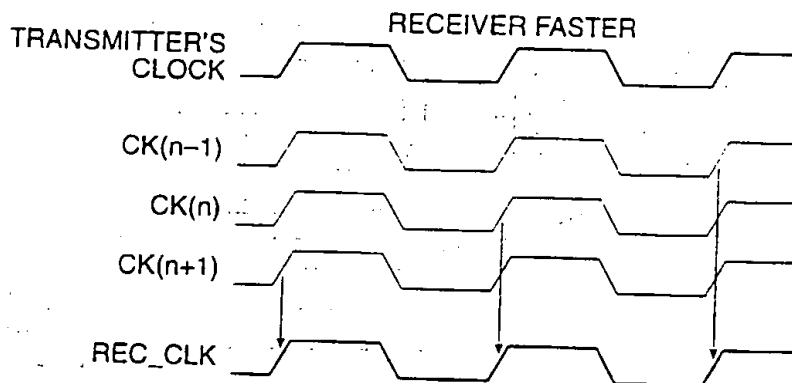 RECEIVER FASTER
TRANSMITTER'S
CLOCK
CK(n–1)
CK(n)
CK(n+1)
REC_CLK